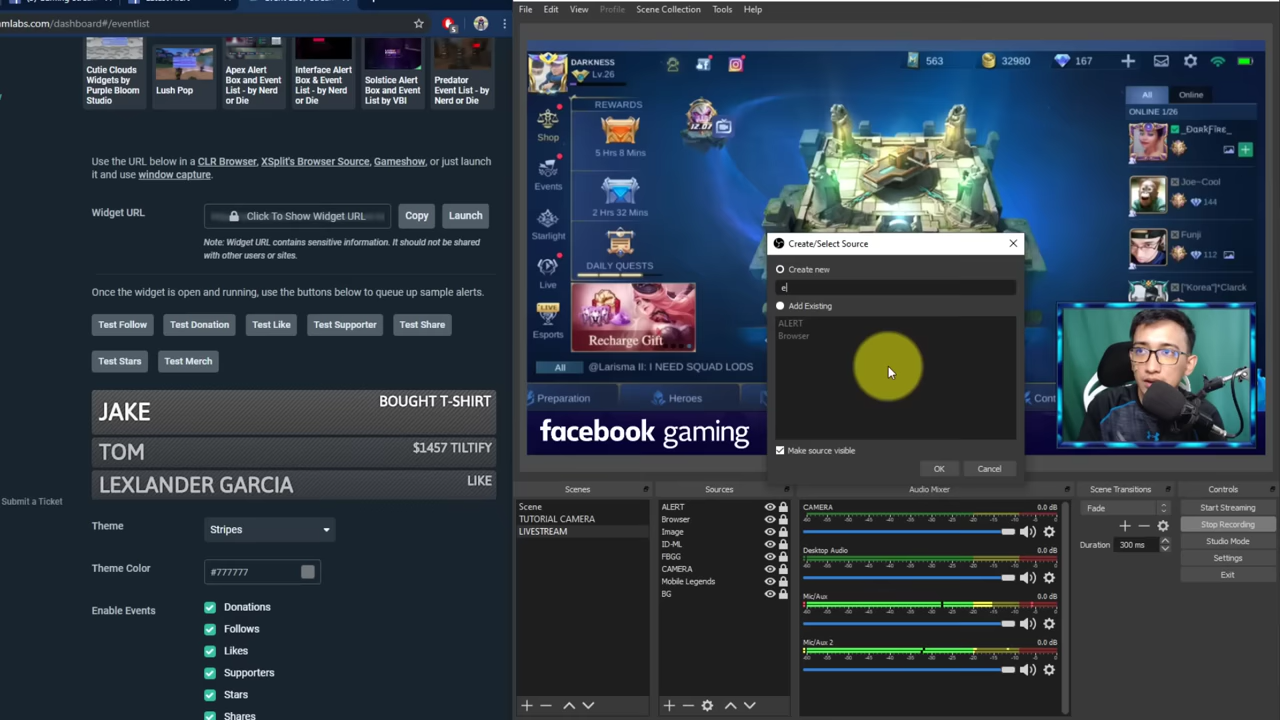 mlabs.com/dashboard#/eventlist
Cutie Clouds
Widgets by
Purple Bloom
Studio
Lush Pop
Apex Alert
Box and Event
List - by Nerd
or Die
Interface Alert
Box & Event
List - by Nerd
or Die
Solstice Alert
Box and Event
List by VBI
Predator
Event List - by
Nerd or Die
Use the URL below in a CLR Browser, XSplit's Browser Source, Gameshow, or just launch
it and use window capture.
Widget URL
Click To Show Widget URL
Copy
Launch
Note: Widget URL contains sensitive information. It should not be shared
with other users or sites.
Once the widget is open and running, use the buttons below to queue up sample alerts.
Test Follow
Test Donation
Test Like
Test Supporter
Test Share
Test Stars
Test Merch
JAKE
BOUGHT T-SHIRT
TOM
$1457 TILTIFY
LEXLANDER GARCIA
LIKE
Submit a Ticket
Theme
Stripes
Theme Color
#777777
Enable Events
Donations
Follows
Likes
Supporters
Stars
Shares
File Edit View Profile Scene Collection Tools Help
DARKNESS
Lv.26
563
32980
167
Shop
Events
Starlight
Live
LIVE
Esports
REWARDS
5 Hrs 8 Mins
2 Hrs 32 Mins
DAILY QUESTS
Recharge Gift
12.07
All
Online
ONLINE 1/26
_DαrkFire_
Joe~Cool
144
Funji
112
["Korea"]*Clarck
All
@Larisma II: I NEED SQUAD LODS
Preparation
Heroes
facebook gaming
Create/Select Source
Create new
e
Add Existing
ALERT
Browser
Make source visible
OK
Cancel
Scenes
Scene
TUTORIAL CAMERA
LIVESTREAM
Sources
ALERT
Browser
Image
ID-ML
FBGG
CAMERA
Mobile Legends
BG
Audio Mixer
CAMERA
0.0 dB
Desktop Audio
0.0 dB
Mic/Aux
0.0 dB
Mic/Aux 2
0.0 dB
Scene Transitions
Fade
Duration
300 ms
Controls
Start Streaming
Stop Recording
Studio Mode
Settings
Exit